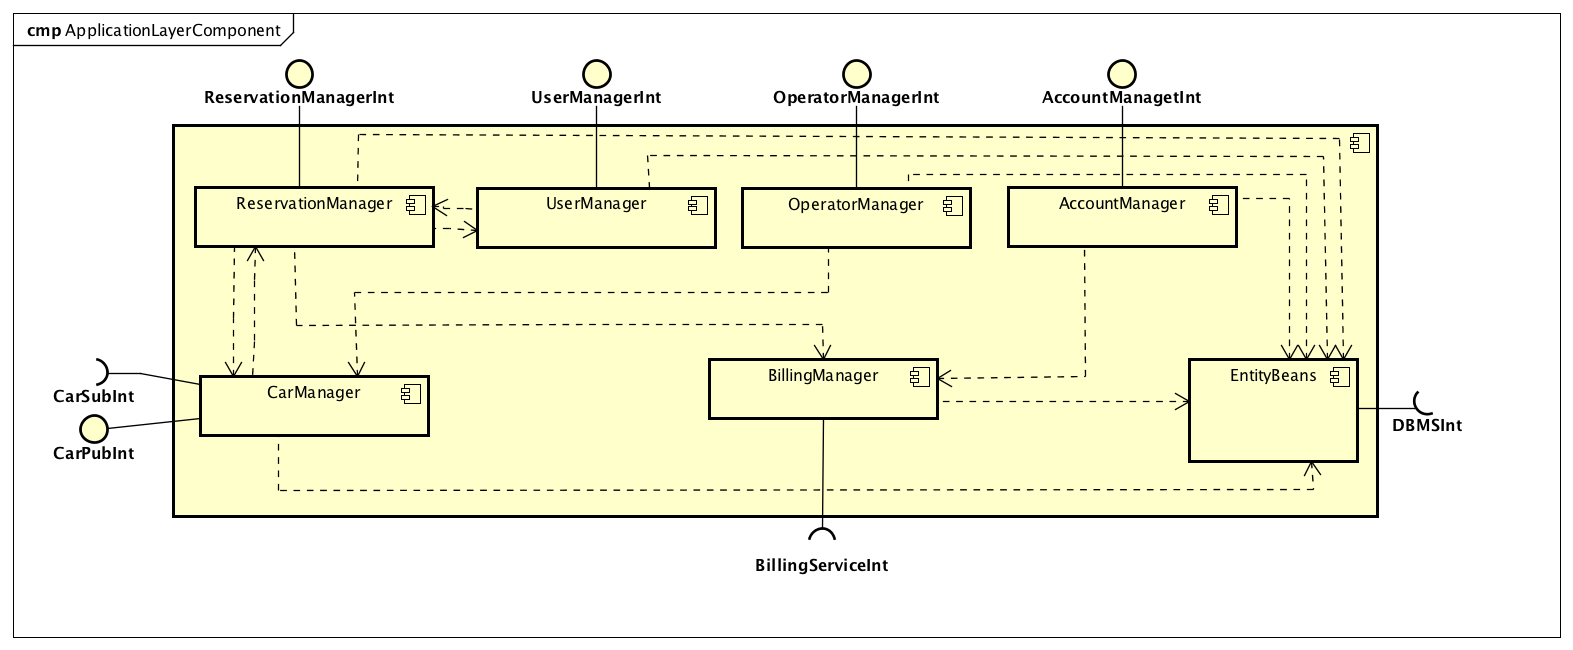 cmp ApplicationLayerComponent
ReservationManagerInt
UserManagerInt
OperatorManagerInt
AccountManagetInt
ReservationManager
UserManager
OperatorManager
AccountManager
CarSubInt
CarPubInt
CarManager
BillingManager
EntityBeans
DBMSInt
BillingServiceInt